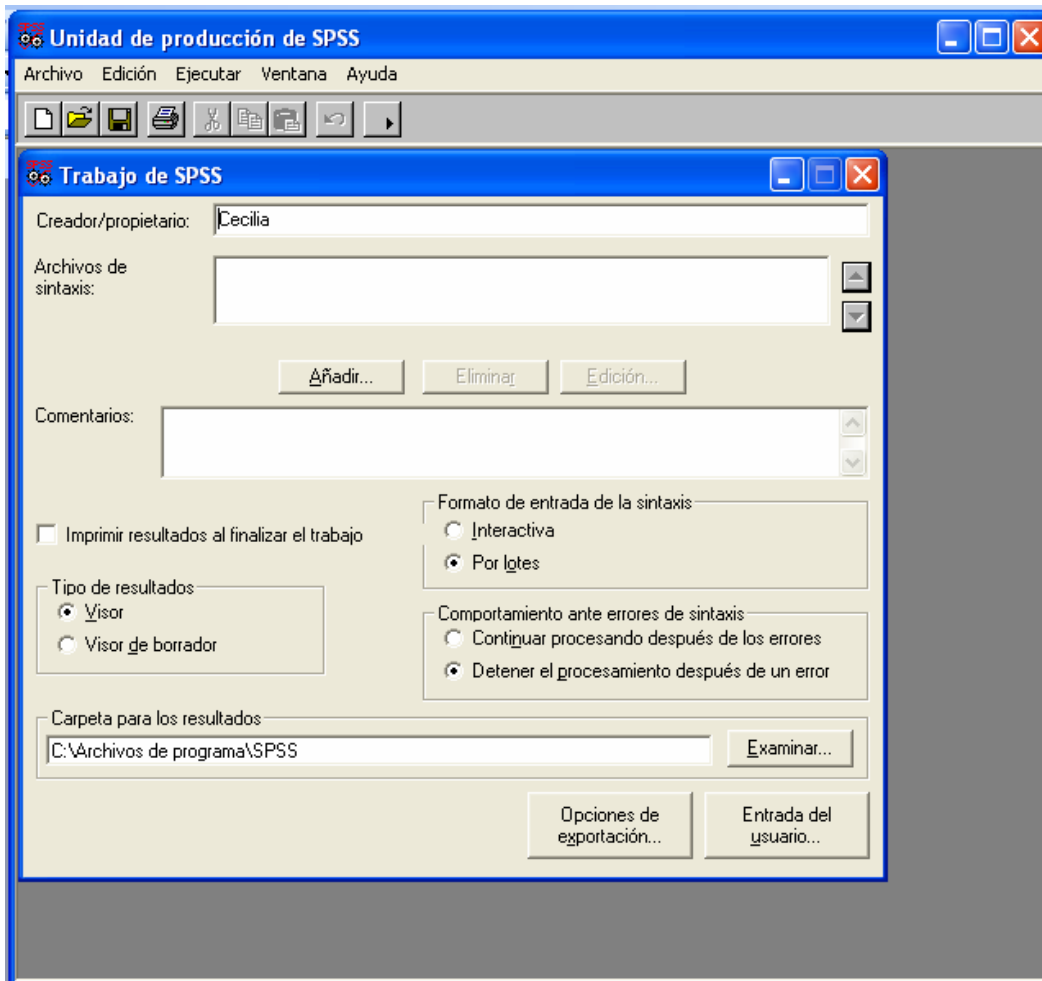 Unidad de producción de SPSS
Archivo Edición Ejecutar Ventana Ayuda
Trabajo de SPSS
Creador/propietario: Cecilia
Archivos de
sintaxis:
Añadir... Eliminar Edición...
Comentarios:
Formato de entrada de la sintaxis
Interactiva
Imprimir resultados al finalizar el trabajo
Por lotes
Tipo de resultados
Visor
Visor de borrador
Comportamiento ante errores de sintaxis
Continuar procesando después de los errores
Detener el procesamiento después de un error
Carpeta para los resultados
C:\Archivos de programa\SPSS Examinar...
Opciones de
exportación...
Entrada del
usuario...